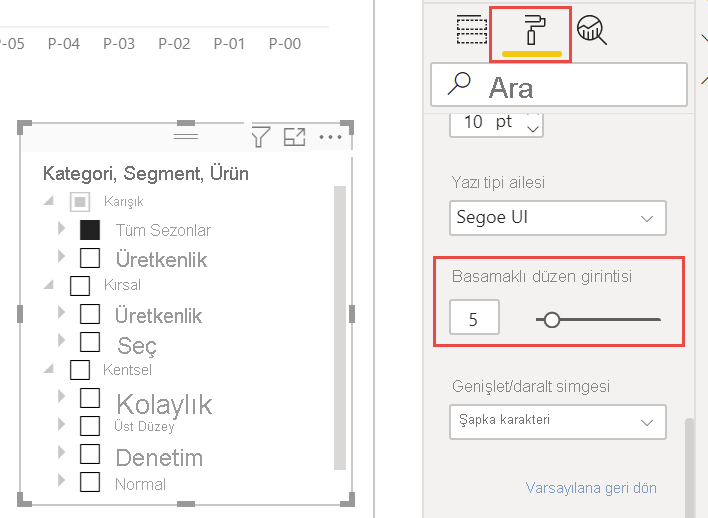 -05 P-04 P-03 P-02 P-01 P-00
Kategori, Segment, Ürün
Karışık
Tüm Sezonlar
Üretkenlik
Kırsal
Üretkenlik
Seç
Kentsel
Kolaylık
Üst Düzey
Denetim
Normal
Ara
10 pt
Yazı tipi ailesi
Segoe UI
Basamaklı düzen girintisi
5
Genişlet/daralt simgesi
Şapka karakteri
Varsayılana geri dön